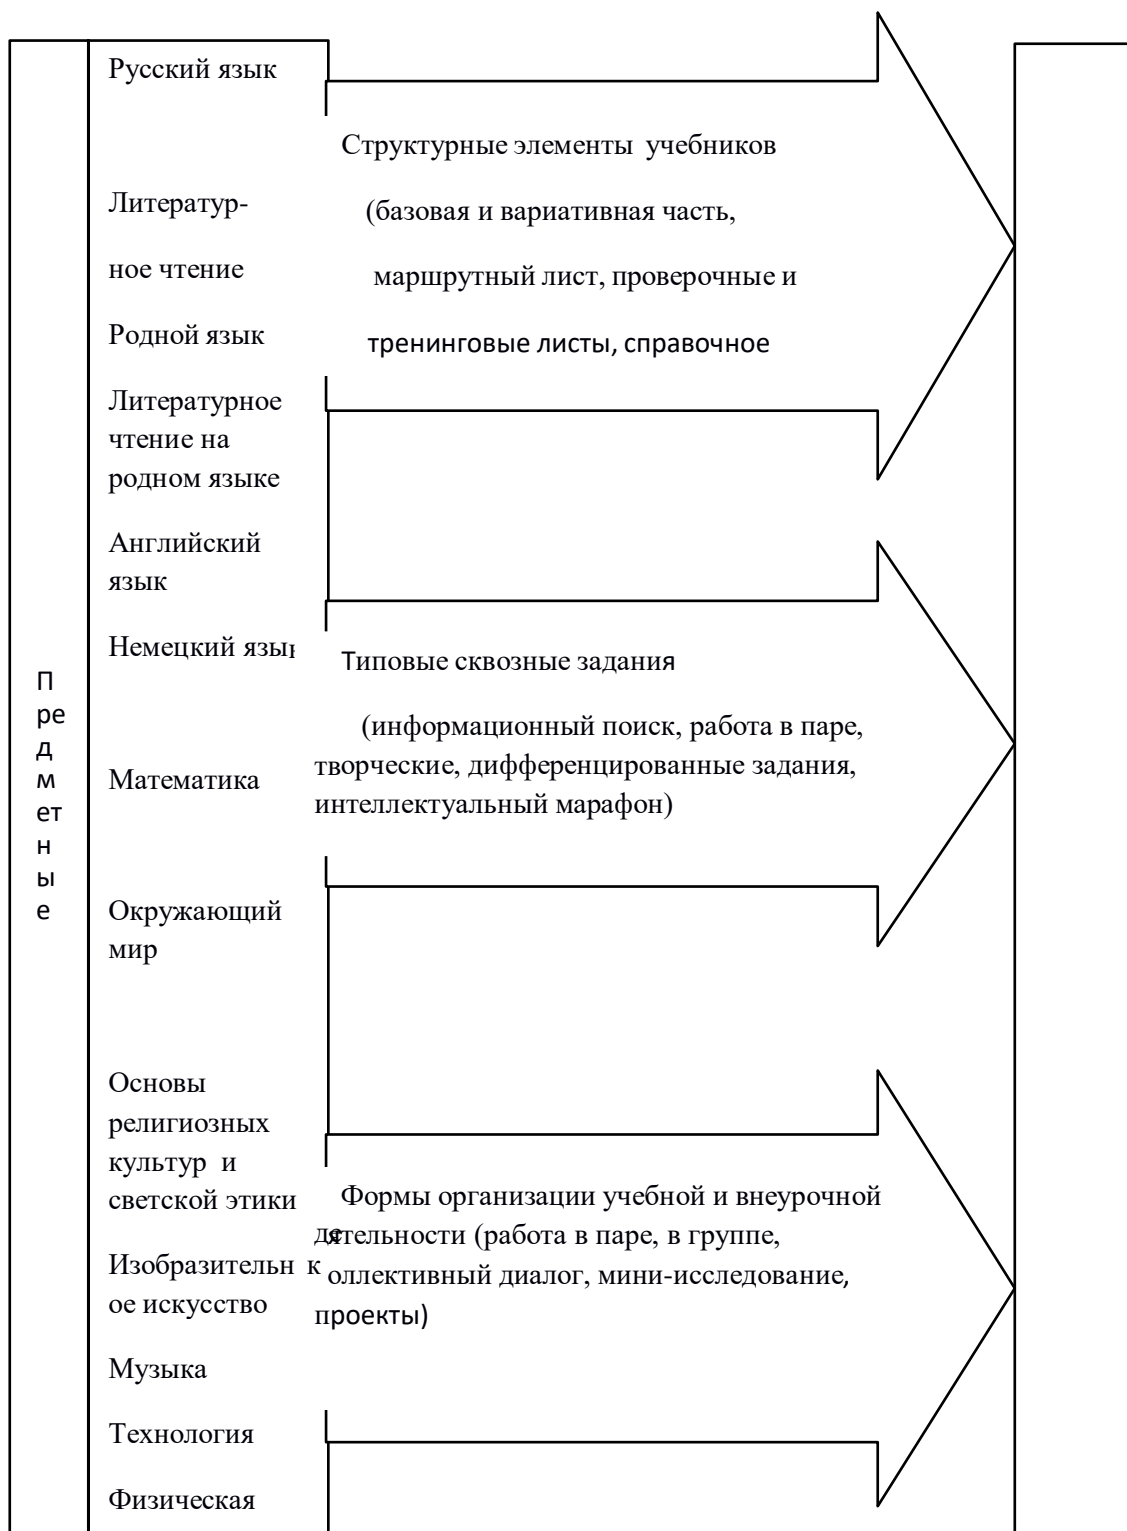 П
ре
д
м
ет
н
ы
е
Русский язык
Литератур-
ное чтение
Родной язык
Литературное
чтение на
родном языке
Английский
язык
Немецкий язык
Математика
Окружающий
мир
Основы
религиозных
культур и
светской этики
Изобразительн
ое искусство
Музыка
Технология
Физическая
Структурные элементы учебников
(базовая и вариативная часть,
маршрутный лист, проверочные и
тренинговые листы, справочное
Типовые сквозные задания
(информационный поиск, работа в паре,
творческие, дифференцированные задания,
интеллектуальный марафон)
Формы организации учебной и внеурочной
деятельности (работа в паре, в группе,
коллективный диалог, мини-исследование,
проекты)